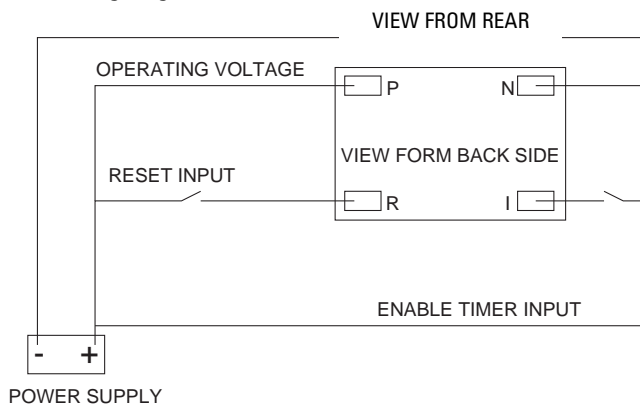 VIEW FROM REAR
OPERATING VOLTAGE
P
N
VIEW FORM BACK SIDE
RESET INPUT
R
I
ENABLE TIMER INPUT
- +
POWER SUPPLY